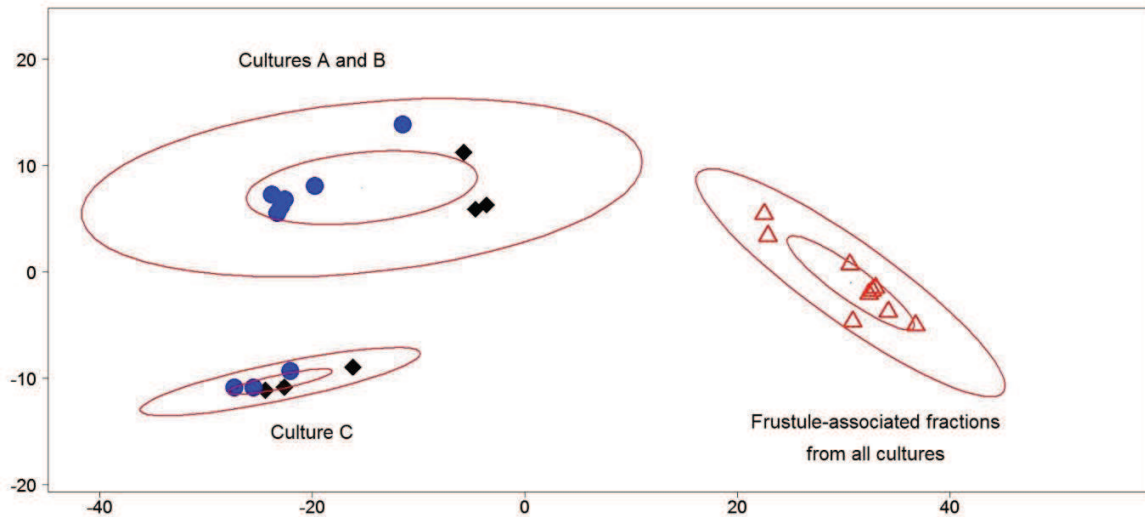 20
Cultures A and B
10
0
-10
Culture C
Frustule-associated fractions
from all cultures
-20
-40
-20
0
20
40